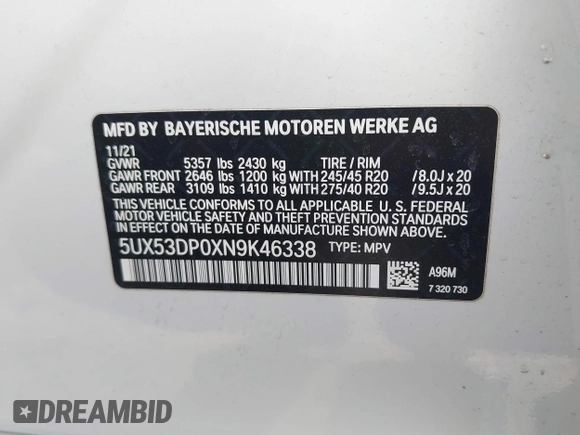 MFD BY BAYERISCHE MOTOREN WERKE AG
11/21
GVWR 5357 lbs 2430 kg TIRE / RIM
GAWR FRONT 2646 lbs 1200 kg WITH 245/45 R20 /8.0J x 20
GAWR REAR 3109 lbs 1410 kg WITH 275/40 R20 /9.5J x 20
THIS VEHICLE CONFORMS TO ALL APPLICABLE U. S. FEDERAL
MOTOR VEHICLE SAFETY AND THEFT PREVENTION STANDARDS
IN EFFECT ON THE DATE OF MANUFACTURE SHOWN ABOVE.
5UX53DP0XN9K46338 TYPE: MPV
A96M
7 320 730
DREAMBID